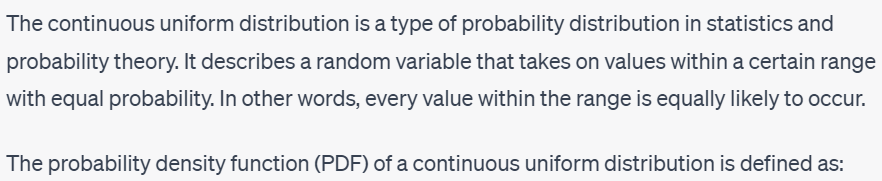 The continuous uniform distribution is a type of probability distribution in statistics and
probability theory. It describes a random variable that takes on values within a certain range
with equal probability. In other words, every value within the range is equally likely to occur.
The probability density function (PDF) of a continuous uniform distribution is defined as: